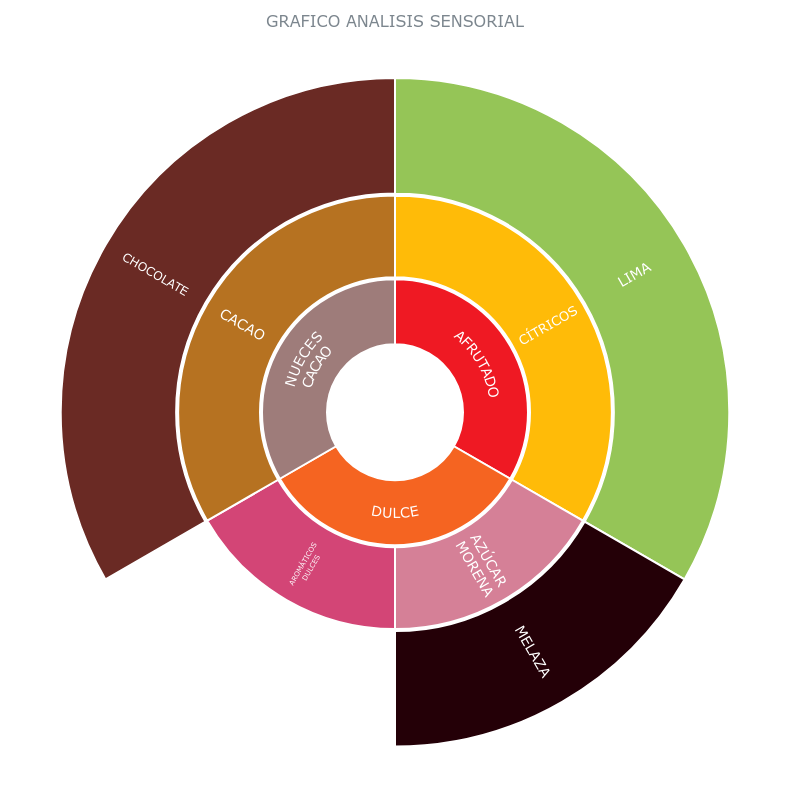 GRAFICO ANALISIS SENSORIAL
AFRUTADO
CÍTRICOS
LIMA
DULCE
AZÚCAR
MORENA
MELAZA
AROMÁTICOS
DULCES
NUECES
CACAO
CACAO
CHOCOLATE